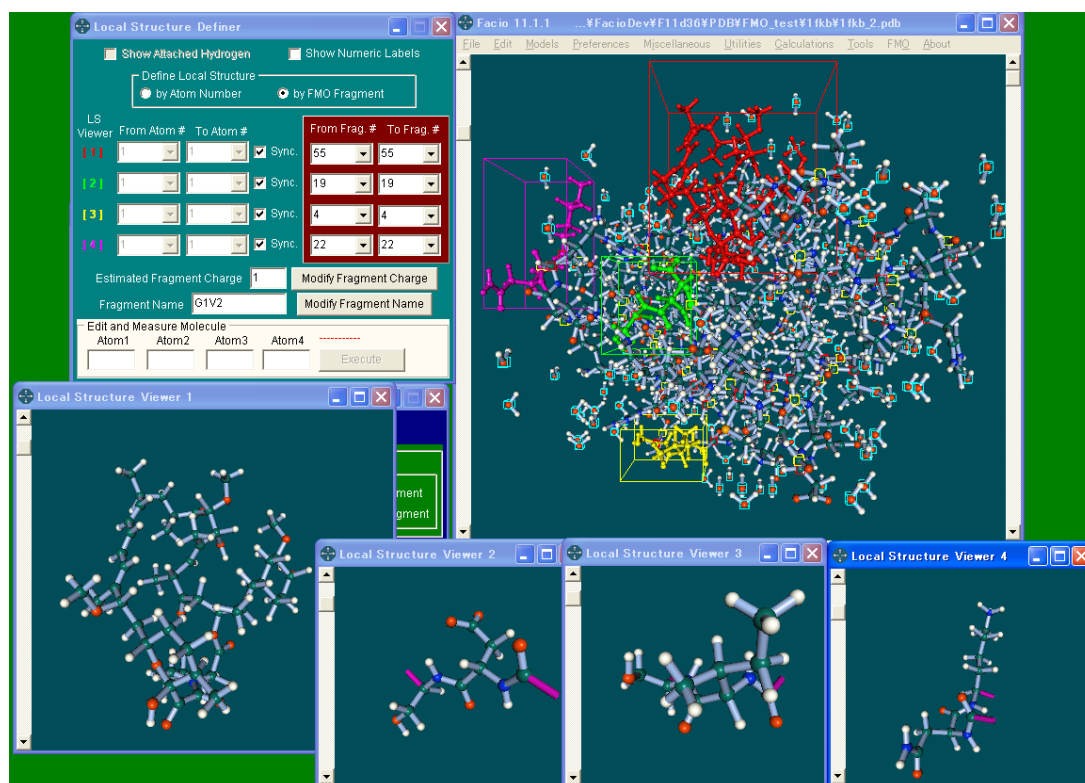 Local Structure Definer
Show Attached Hydrogen
Show Numeric Labels
Define Local Structure
by Atom Number
by FMO Fragment
LS
Viewer
From Atom # To Atom #
From Frag. # To Frag. #
[1] 1 1 Sync. 55 55
[2] 1 1 Sync. 19 19
[3] 1 1 Sync. 4 4
[4] 1 1 Sync. 22 22
Estimated Fragment Charge 1 Modify Fragment Charge
Fragment Name G1V2 Modify Fragment Name
Edit and Measure Molecule
Atom1 Atom2 Atom3 Atom4 ----------
Execute
Facio 11.1.1 ...¥FacioDev¥F11d36¥PDB¥FMO_test¥1fkb¥1fkb_2.pdb
File Edit Models Preferences Miscellaneous Utilities Calculations Tools FMO About
Local Structure Viewer 1
ment
gment
Local Structure Viewer 2
Local Structure Viewer 3
Local Structure Viewer 4